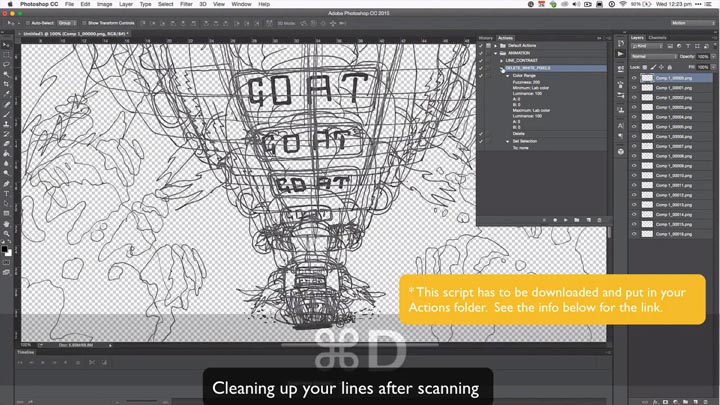 Photoshop CC File Edit Image Layer Type Select Filter 3D View Window Help
90% Wed 12:23 pm
Adobe Photoshop CC 2015
Auto-Select: Group Show Transform Controls 3D Mode: Motion
Untitled1 @ 100% (Comp 1_00000.png, RGB/8*) *
History Actions
Default Actions
ANIMATION
LINE_CONTRAST
DELETE_WHITE_PIXELS
Color Range
Fuzziness: 200
Minimum: Lab color
Luminance: 100
A: 0
B: 0
Maximum: Lab color
Luminance: 100
A: 0
B: 0
Delete
Set Selection
To: none
Layers Channels
Kind
Normal Opacity: 100%
Lock: Fill: 100%
Comp 1_00000.png
Comp 1_00001.png
Comp 1_00002.png
Comp 1_00003.png
Comp 1_00004.png
Comp 1_00005.png
Comp 1_00006.png
Comp 1_00007.png
Comp 1_00008.png
Comp 1_00009.png
Comp 1_00010.png
Comp 1_00011.png
Comp 1_00012.png
Comp 1_00013.png
Comp 1_00014.png
Comp 1_00015.png
Comp 1_00016.png
GOAT
GOAT
GOAT
GOAT
*This script has to be downloaded and put in your
Actions folder. See the info below for the link.
⌘D
100%
Timeline
Cleaning up your lines after scanning